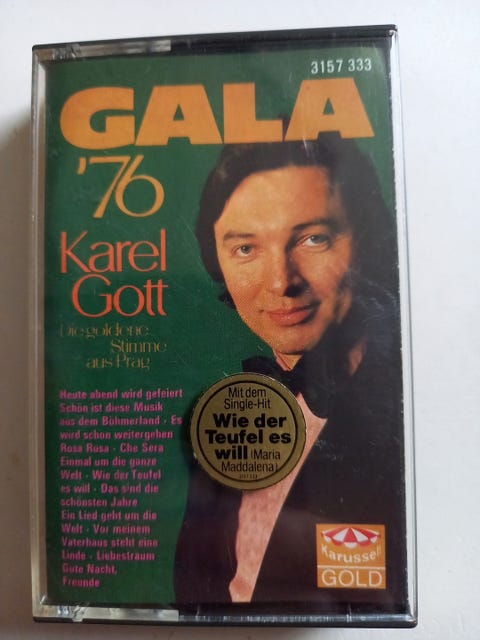 3157 333
GALA
'76
Karel
Gott
Die goldene
Stimme
aus Prag
Heute abend wird gefeiert
Schön ist diese Musik
aus dem Böhmerland · Es
wird schon weitergehen
Rosa Rosa · Che Sera
Einmal um die ganze
Welt · Wie der Teufel
es will · Das sind die
schönsten Jahre
Ein Lied geht um die
Welt · Vor meinem
Vaterhaus steht eine
Linde · Liebestraum
Gute Nacht,
Freunde
Mit dem
Single-Hit
Wie der
Teufel es
will (Maria
Maddalena)
Karussell
GOLD